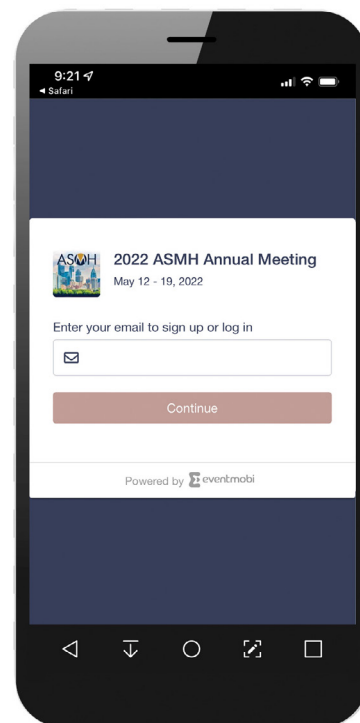 9:21
Safari
ASMH
2022 ASMH Annual Meeting
May 12 - 19, 2022
Enter your email to sign up or log in
Continue
Powered by eventmobi